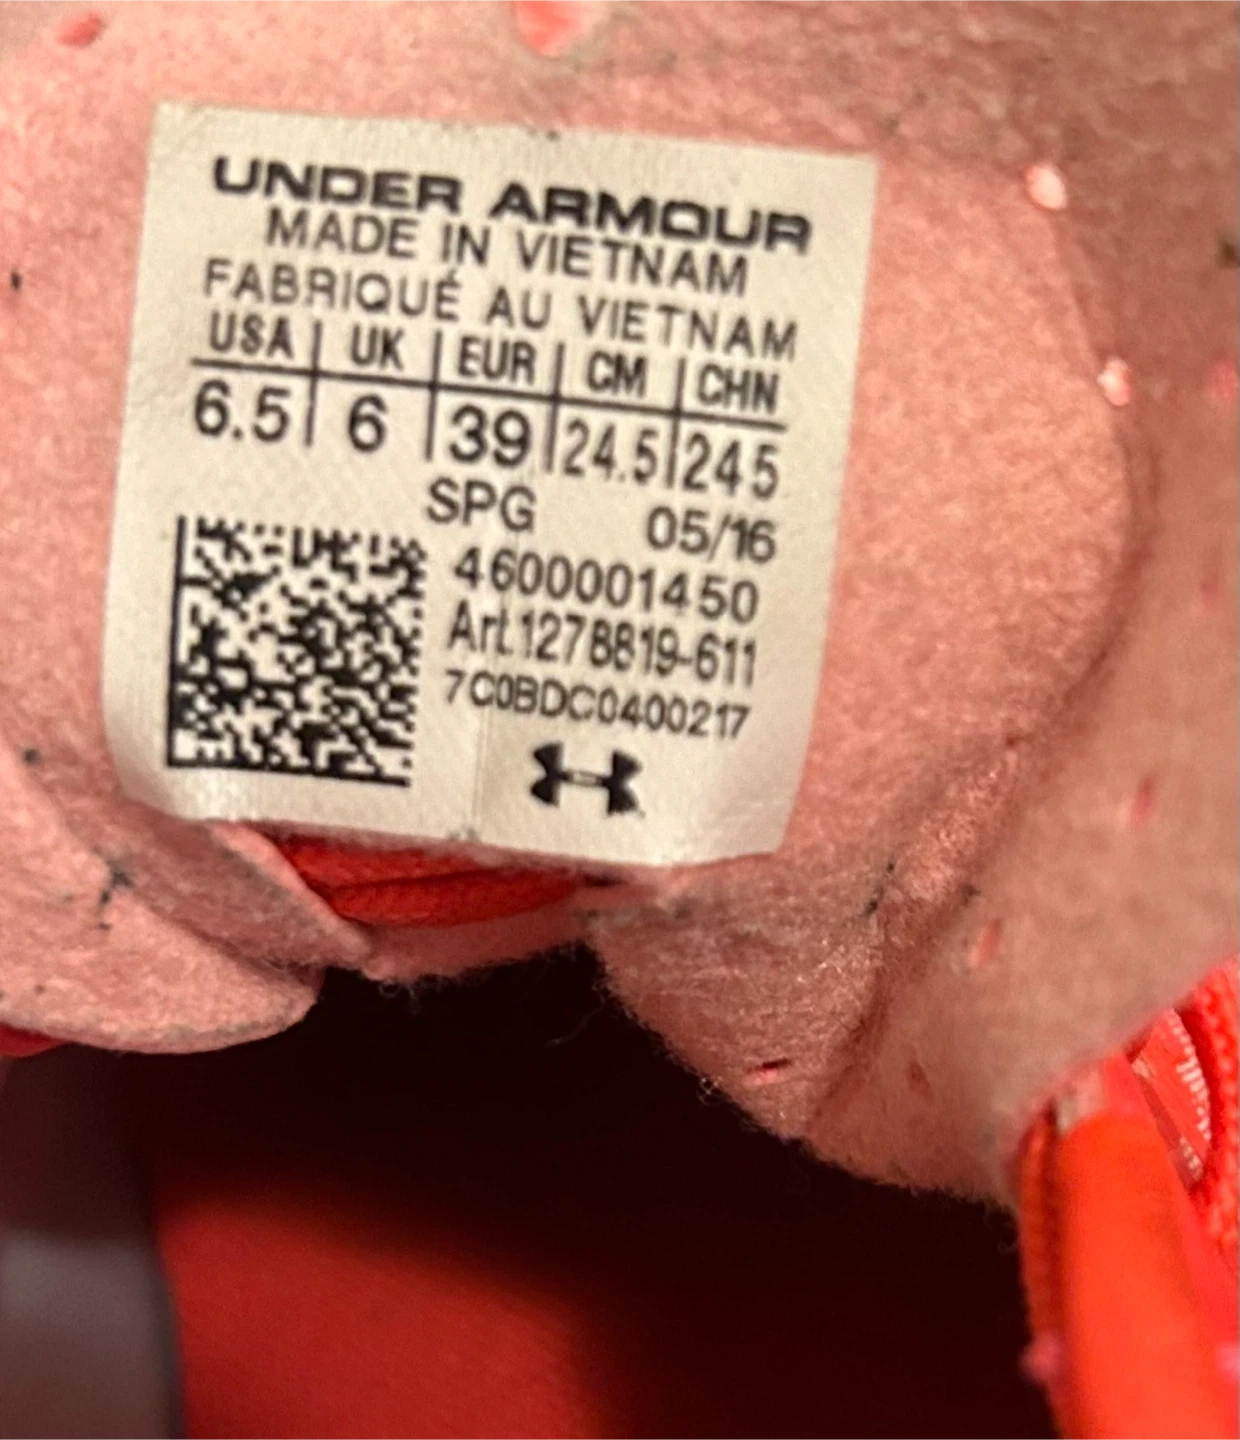 UNDER ARMOUR
MADE IN VIETNAM
FABRIQUÉ AU VIETNAM
USA | UK | EUR | CM | CHN
6.5 | 6 | 39 | 24.5 | 245
SPG 05/16
4600001450
Art.1278819-611
7C0BDC0400217